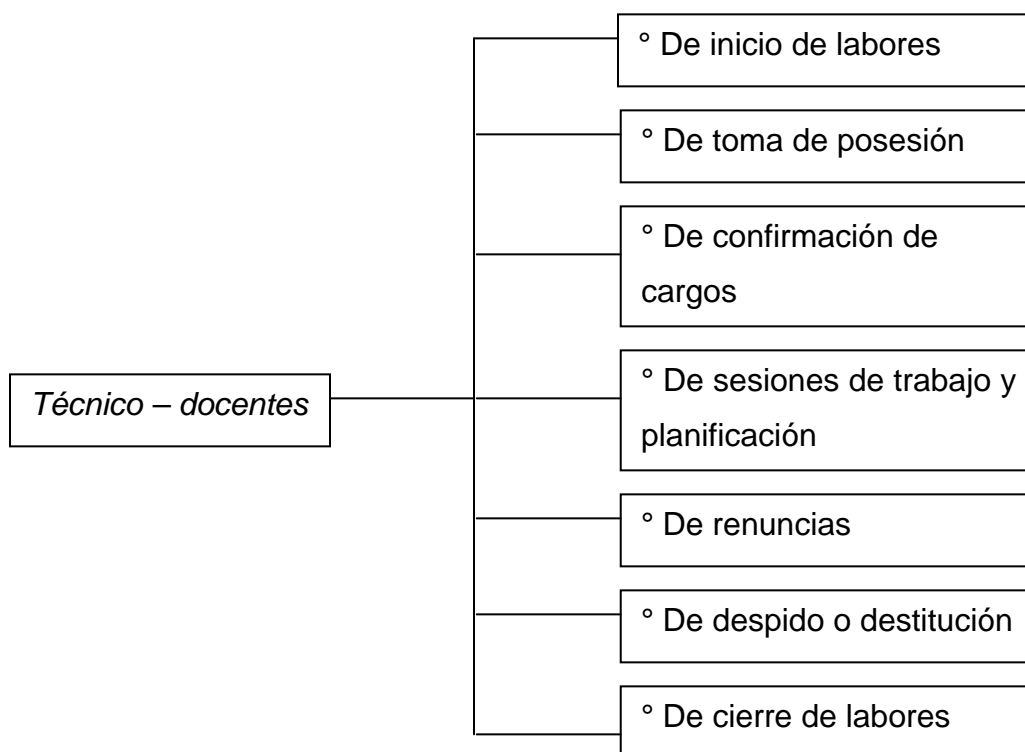 ° De inicio de labores
° De toma de posesión
° De confirmación de
cargos
Técnico – docentes
° De sesiones de trabajo y
planificación
° De renuncias
° De despido o destitución
° De cierre de labores